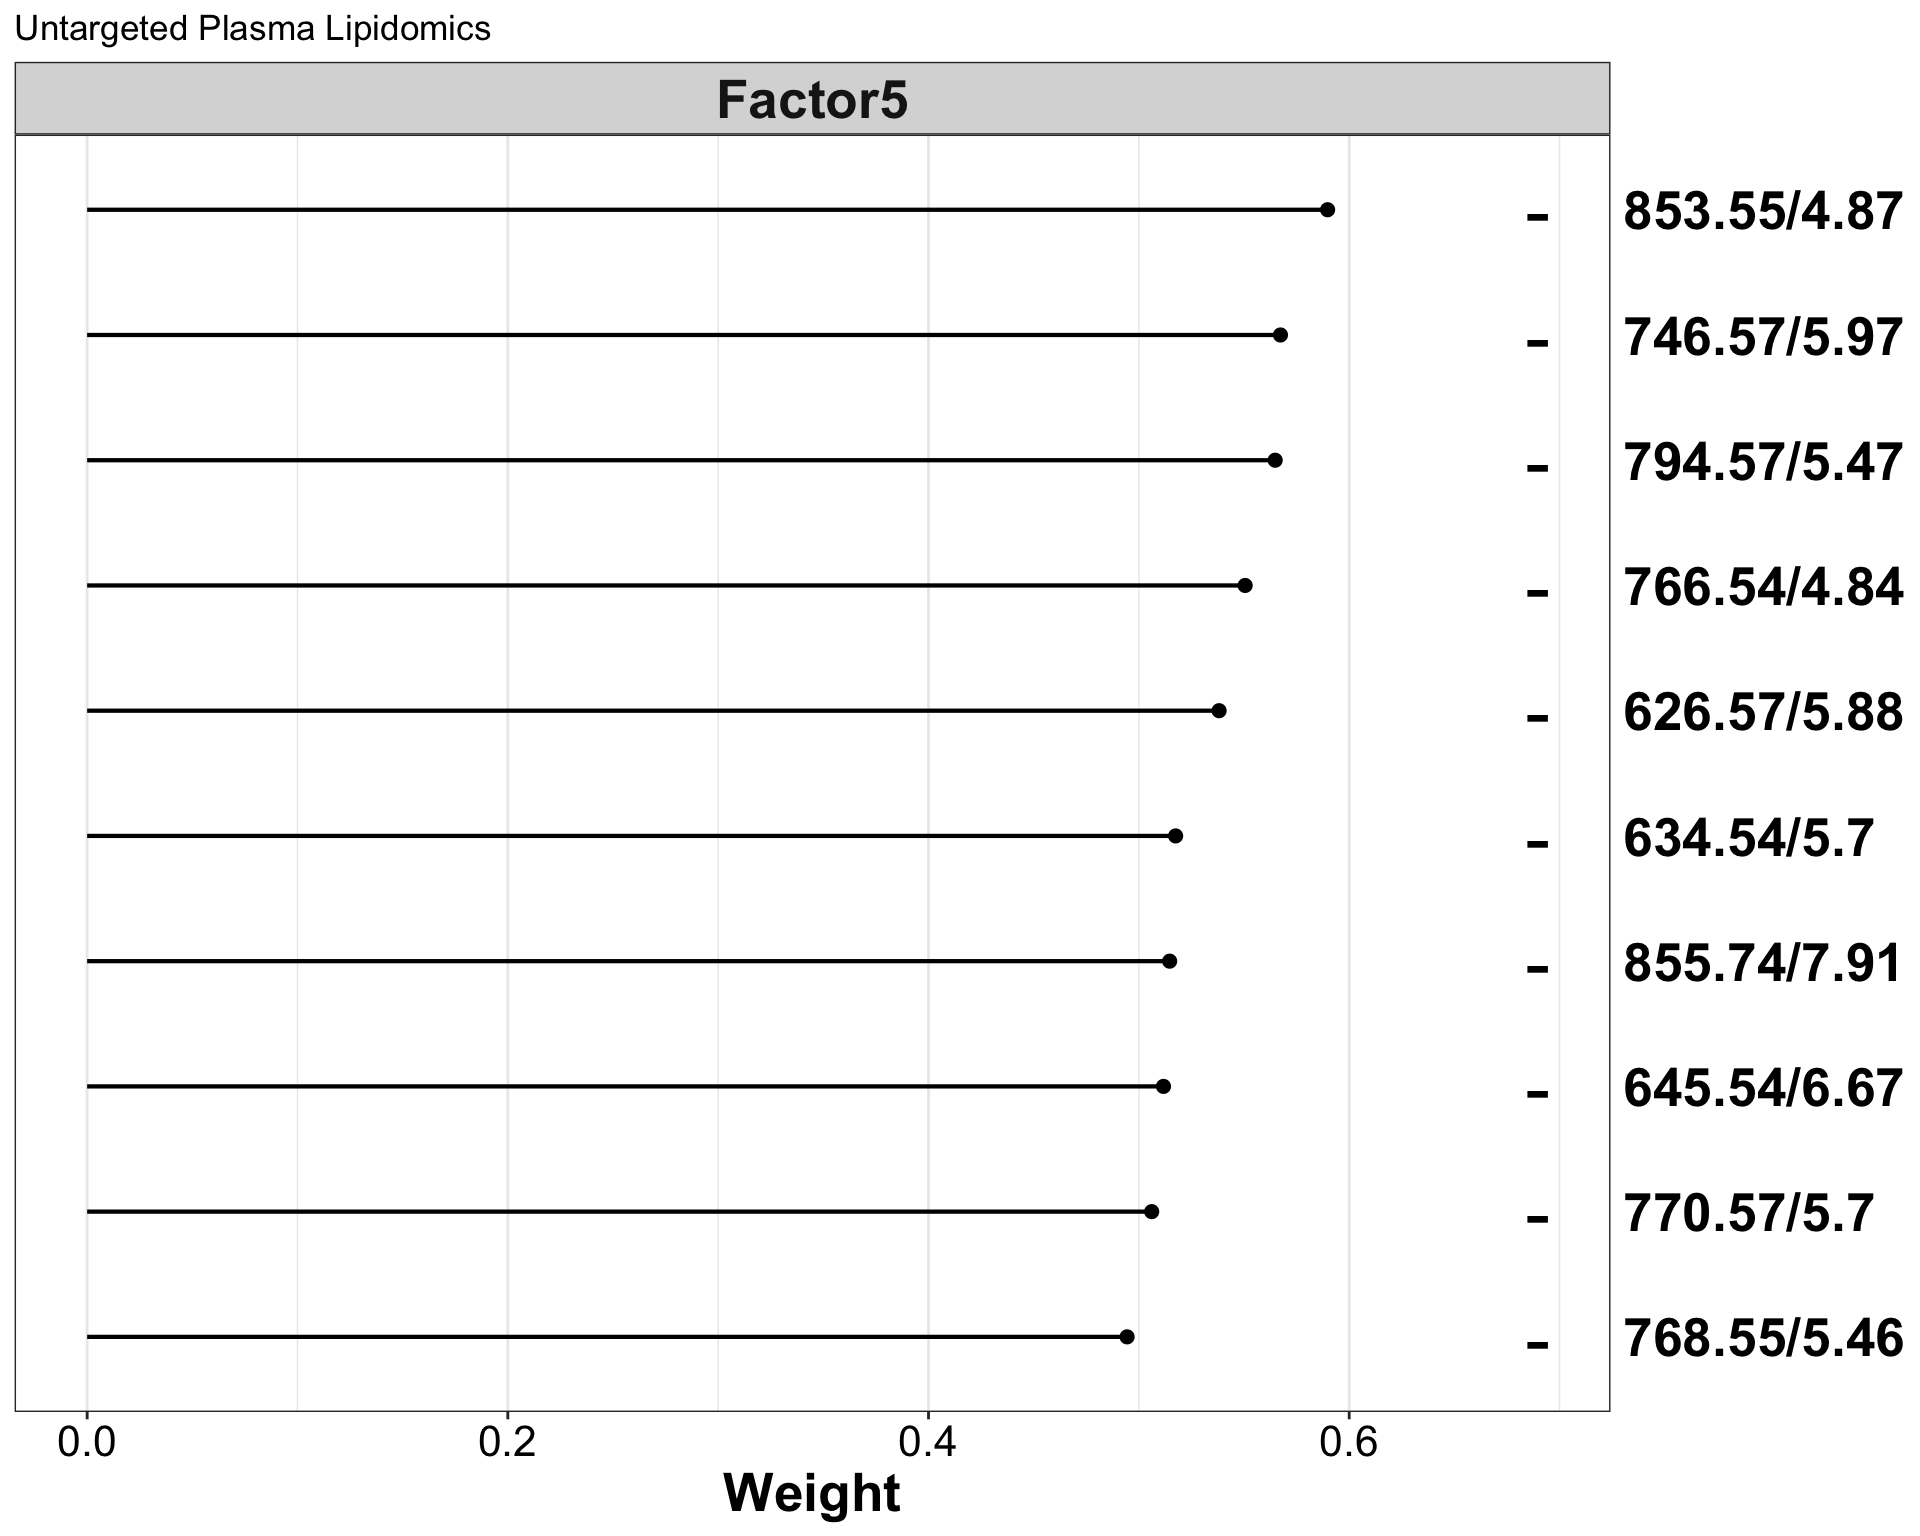 Untargeted Plasma Lipidomics
Factor5
- 853.55/4.87
- 746.57/5.97
- 794.57/5.47
- 766.54/4.84
- 626.57/5.88
- 634.54/5.7
- 855.74/7.91
- 645.54/6.67
- 770.57/5.7
- 768.55/5.46
0.0 0.2 0.4 0.6
Weight